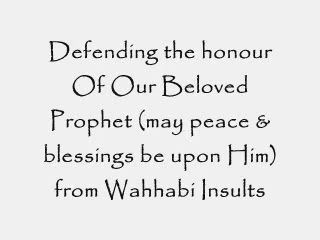 Defending the honour
Of Our Beloved
Prophet (may peace &
blessings be upon Him)
from Wahhabi Insults